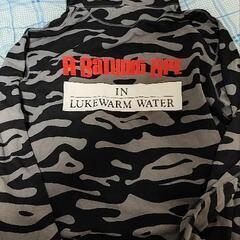 A BATHING APE
IN
LUKEWARM WATER